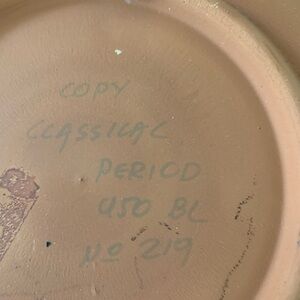 COPY
CLASSICAL
PERIOD
450 BC
No 219